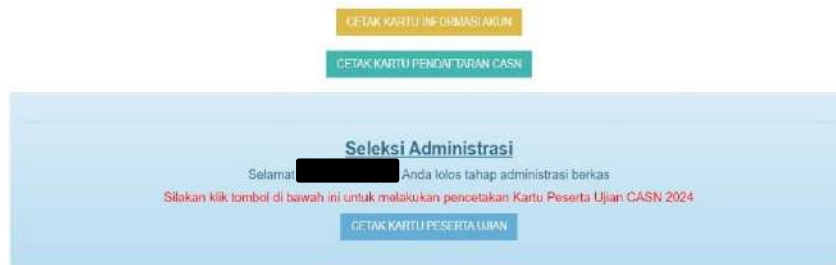 CETAK KARTU INFORMASI AKUN
CETAK KARTU PENDAFTARAN CASN
Seleksi Administrasi
Selamat Anda lolos tahap administrasi berkas
Silakan klik tombol di bawah ini untuk melakukan pencetakan Kartu Peserta Ujian CASN 2024
CETAK KARTU PESERTA UJIAN